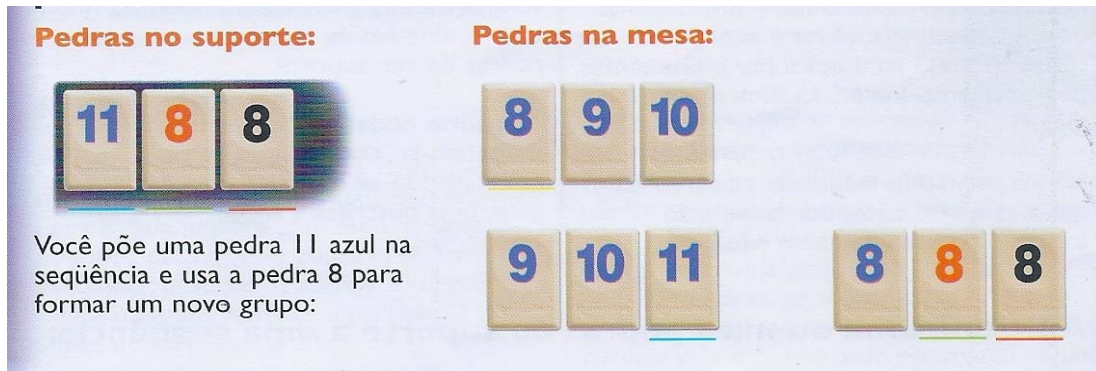 Pedras no suporte:
11 8 8
Você põe uma pedra 11 azul na
seqüência e usa a pedra 8 para
formar um novo grupo:
Pedras na mesa:
8 9 10
9 10 11
8 8 8